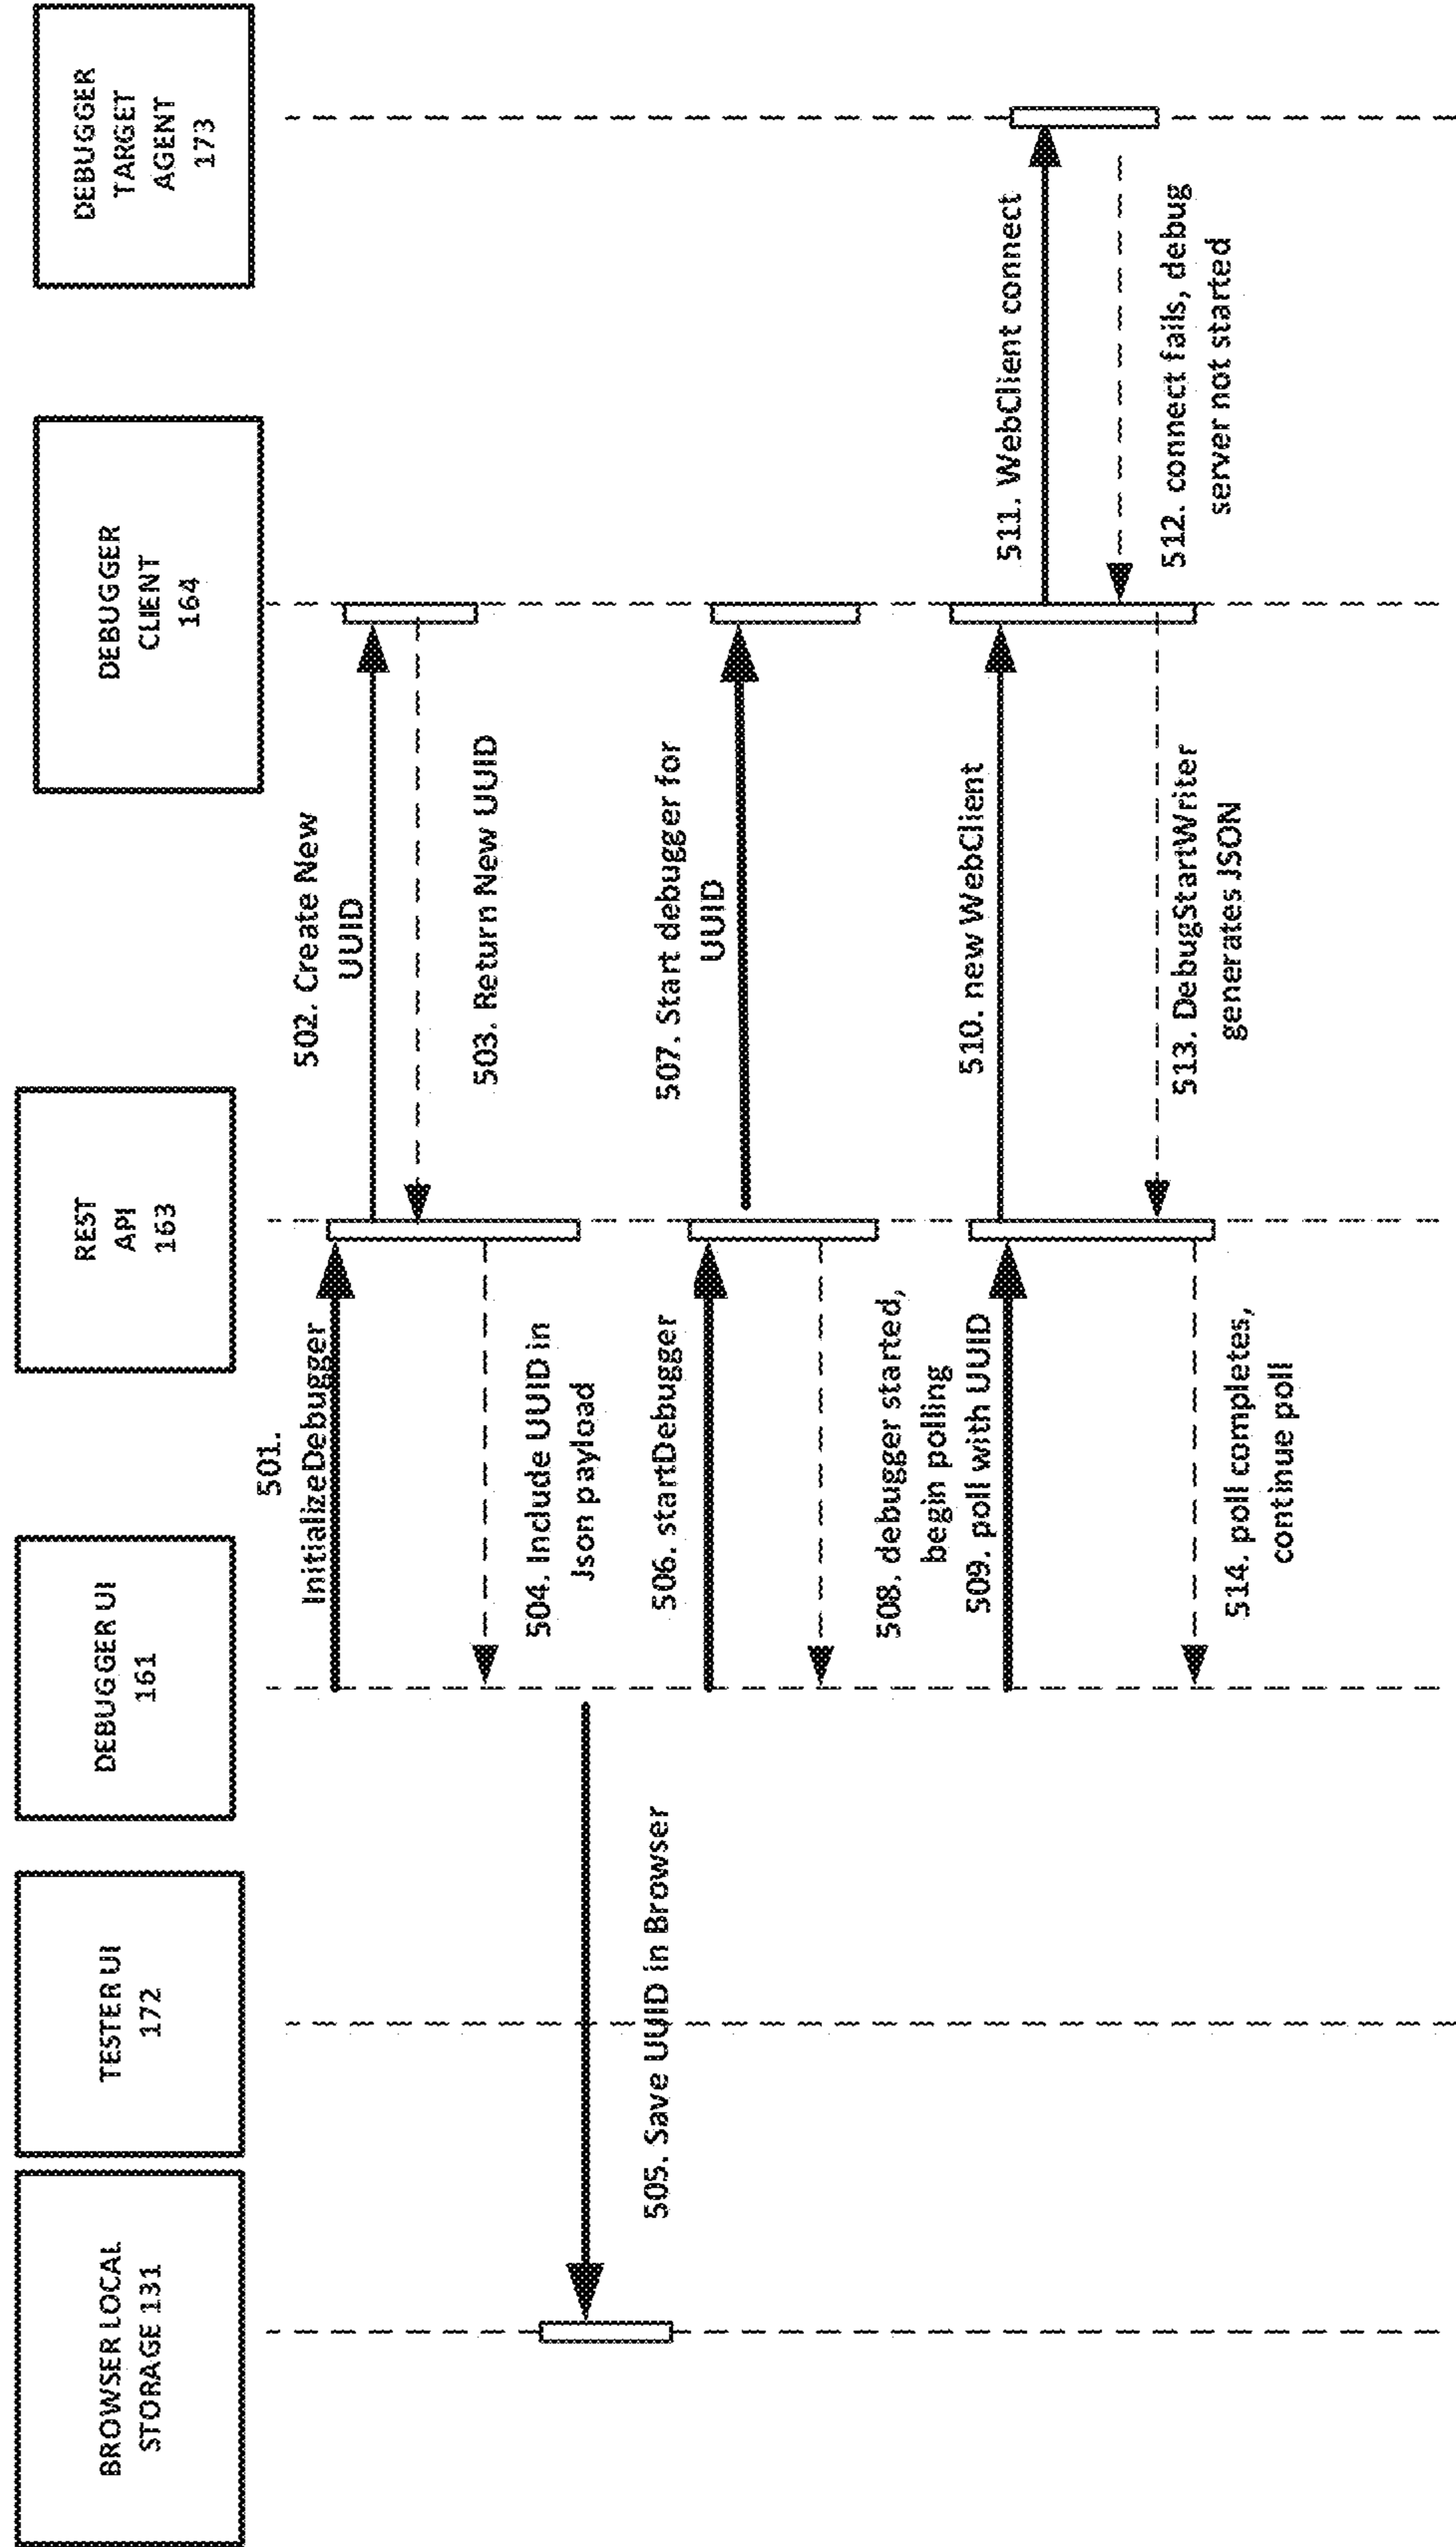 BROWSER LOCAL
STORAGE 131
TESTER UI
172
DEBUGGER UI
161
REST
API
163
DEBUGGER
CLIENT
164
DEBUGGER
TARGET
AGENT
173
501.
InitializeDebugger
502. Create New
UUID
503. Return New UUID
504. Include UUID in
Json payload
505. Save UUID in Browser
506. startDebugger
507. Start debugger for
UUID
508. debugger started,
begin polling
509. poll with UUID
510. new WebClient
511. WebClient connect
512. connect fails, debug
server not started
513. DebugStartWriter
generates JSON
514. poll completes,
continue poll